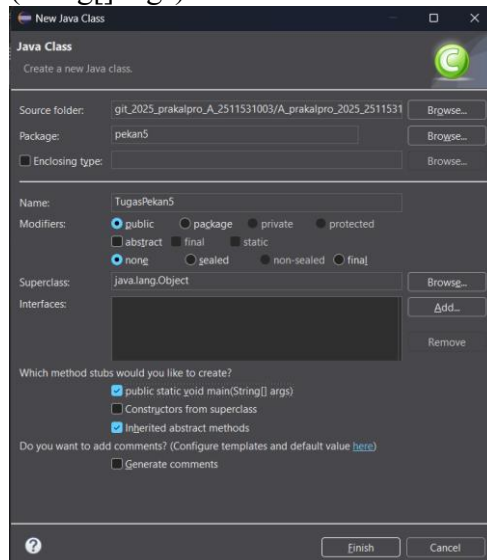 (String[] args)
New Java Class
Java Class
Create a new Java class.
Source folder: git_2025_prakalpro_A_2511531003/A_prakalpro_2025_2511531 Browse...
Package: pekan5 Browse...
Enclosing type: Browse...
Name: TugasPekan5
Modifiers: public package private protected
abstract final static
none sealed non-sealed final
Superclass: java.lang.Object Browse...
Interfaces: Add...
Remove
Which method stubs would you like to create?
public static void main(String[] args)
Constructors from superclass
Inherited abstract methods
Do you want to add comments? (Configure templates and default value here)
Generate comments
Finish Cancel